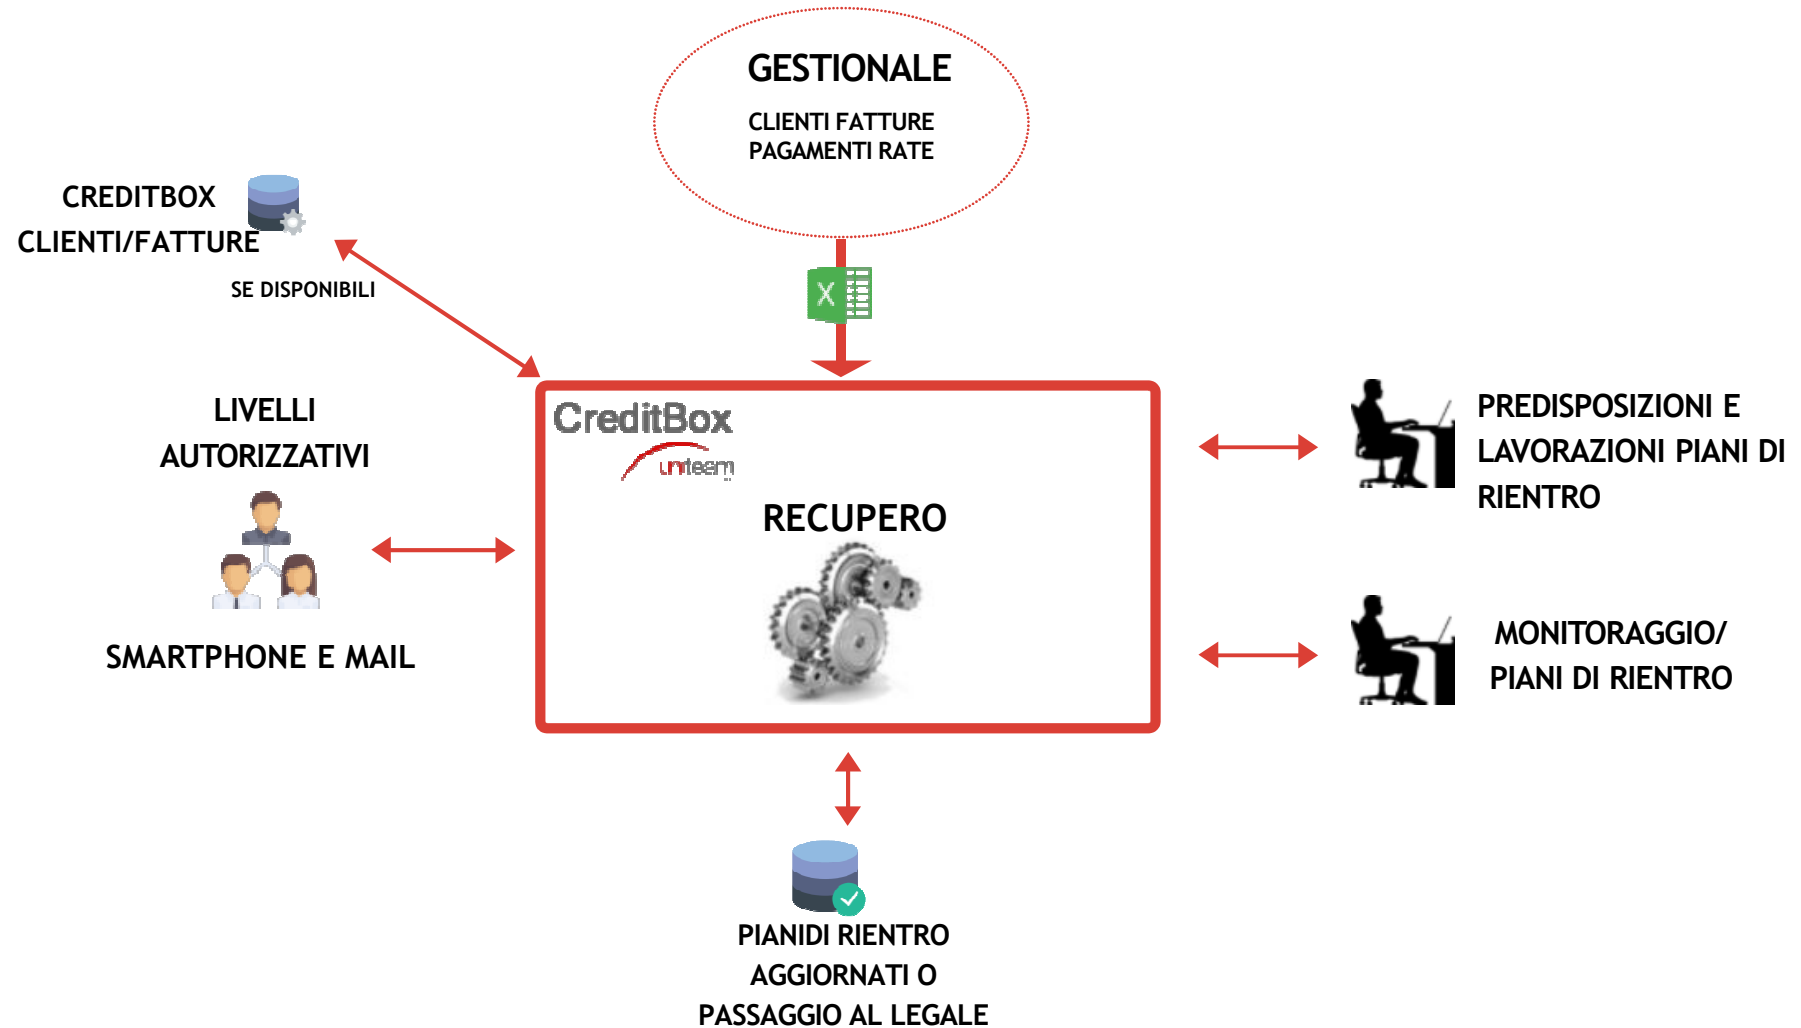 GESTIONALE
CLIENTI FATTURE
PAGAMENTI RATE
CREDITBOX
CLIENTI/FATTURE
SE DISPONIBILI
X
LIVELLI
AUTORIZZATIVI
SMARTPHONE E MAIL
CreditBox
uniteam
RECUPERO
PREDISPOSIZIONI E
LAVORAZIONI PIANI DI
RIENTRO
MONITORAGGIO/
PIANI DI RIENTRO
PIANIDI RIENTRO
AGGIORNATI O
PASSAGGIO AL LEGALE